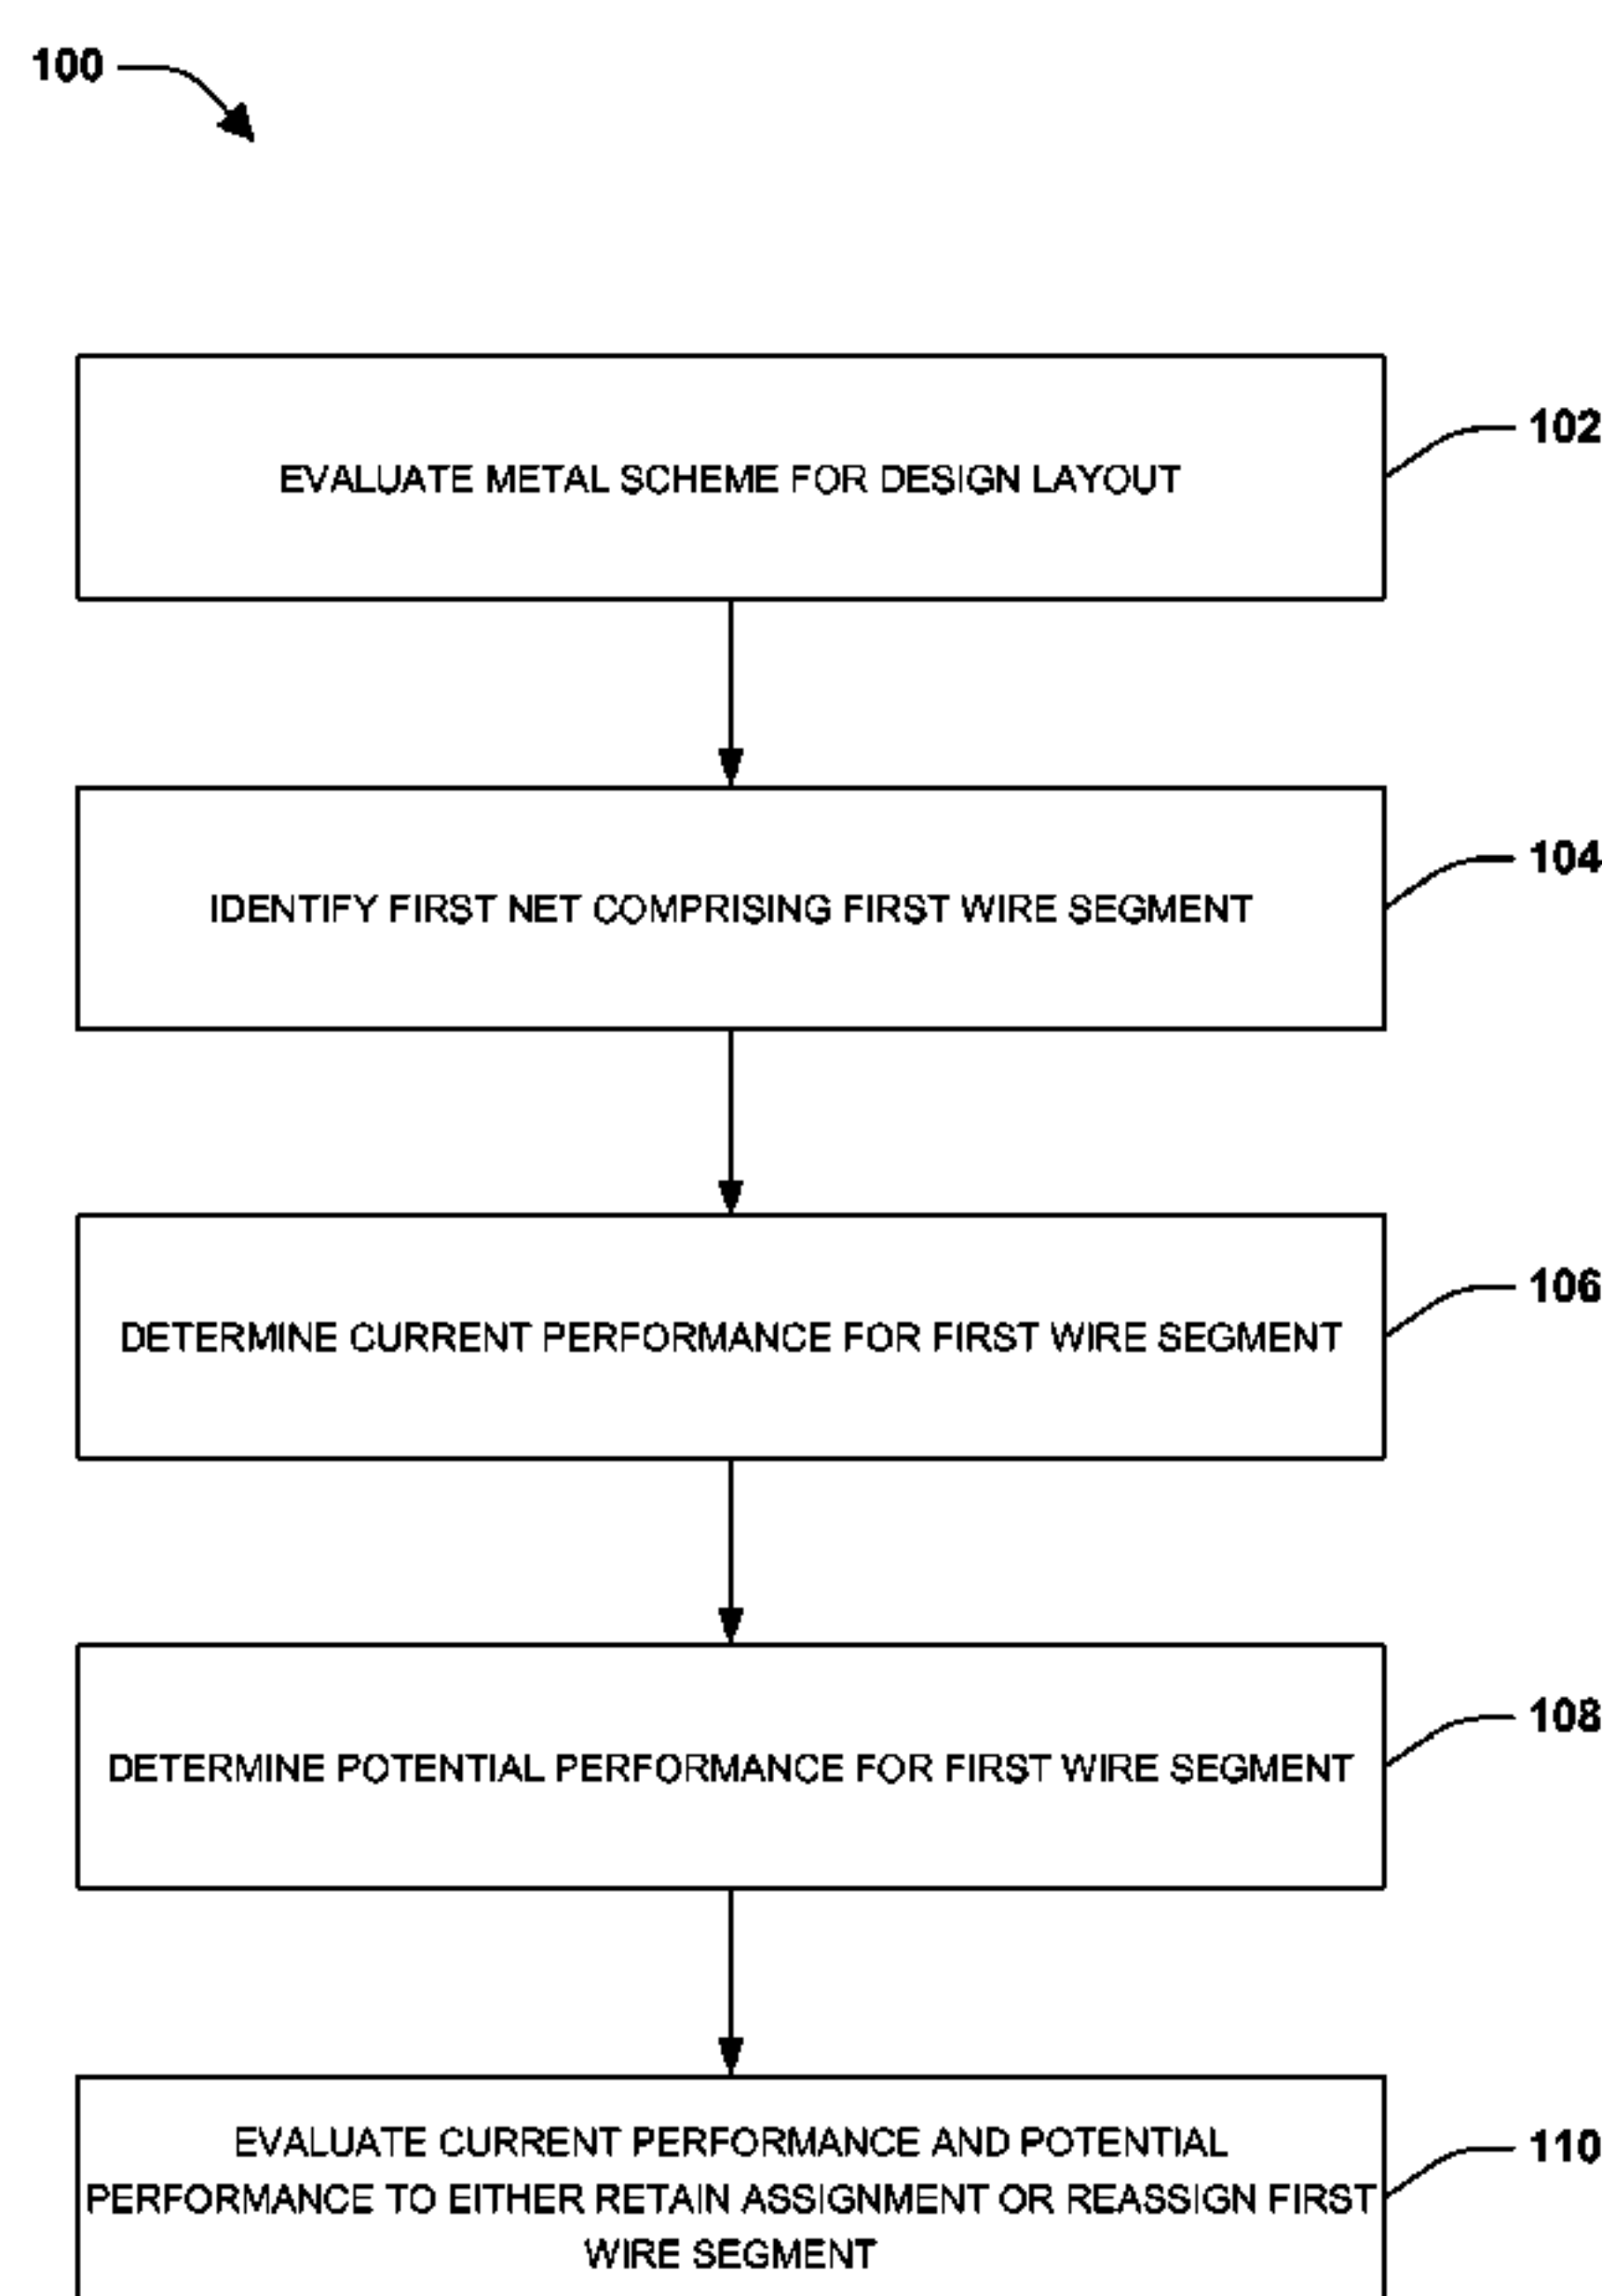 100
EVALUATE METAL SCHEME FOR DESIGN LAYOUT
102
IDENTIFY FIRST NET COMPRISING FIRST WIRE SEGMENT
104
DETERMINE CURRENT PERFORMANCE FOR FIRST WIRE SEGMENT
106
DETERMINE POTENTIAL PERFORMANCE FOR FIRST WIRE SEGMENT
108
EVALUATE CURRENT PERFORMANCE AND POTENTIAL
PERFORMANCE TO EITHER RETAIN ASSIGNMENT OR REASSIGN FIRST
WIRE SEGMENT
110